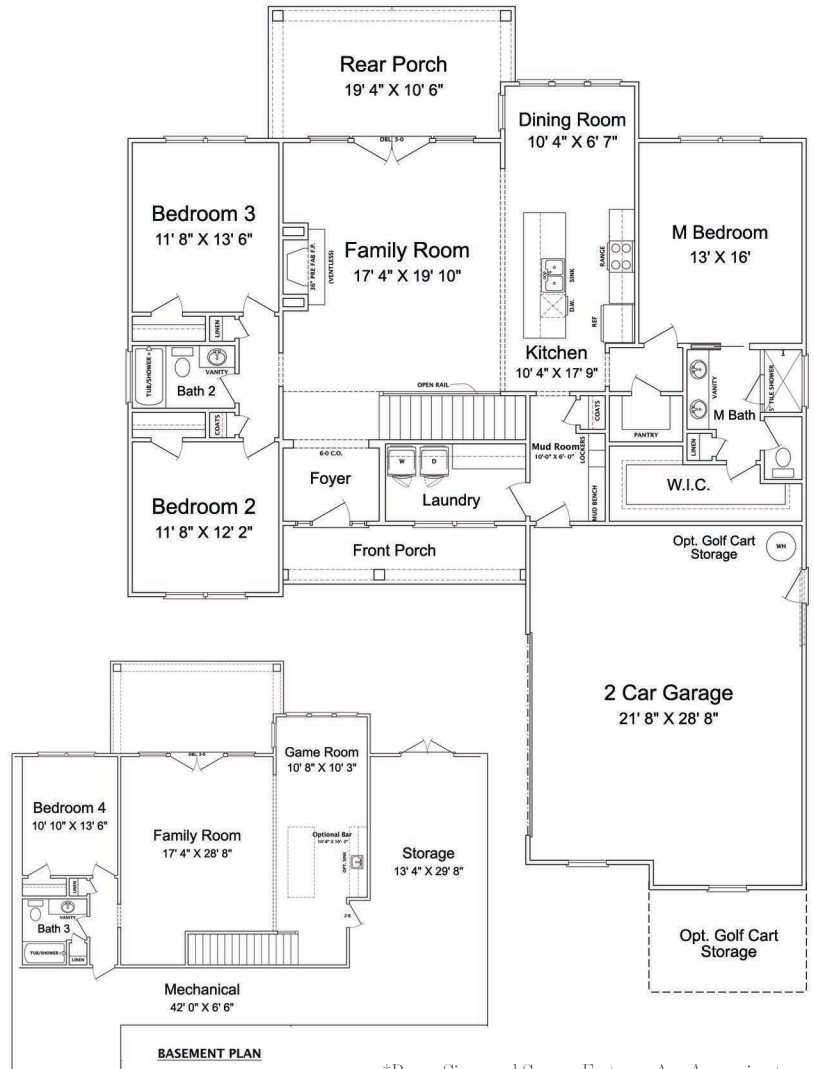 Rear Porch
19' 4" X 10' 6"
DBL. 3-0
Dining Room
10' 4" X 6' 7"
Bedroom 3
11' 8" X 13' 6"
36" PRE FAB F.P.
(VENTLESS)
Family Room
17' 4" X 19' 10"
M Bedroom
13' X 16'
RANGE
SINK
D.W.
REF
Kitchen
10' 4" X 17' 9"
LINEN
TUB/SHOWER
VANITY
Bath 2
COATS
OPEN RAIL
COATS
PANTRY
VANITY
5' TILE SHOWER
M Bath
LINEN
W.I.C.
6-0 C.O.
Foyer
W
D
Laundry
Mud Room
10'-0" X 6'- 0"
LOCKERS
MUD BENCH
Bedroom 2
11' 8" X 12' 2"
Front Porch
Opt. Golf Cart
Storage
WH
2 Car Garage
21' 8" X 28' 8"
Opt. Golf Cart
Storage
DBL. 3-0
Game Room
10' 8" X 10' 3"
Bedroom 4
10' 10" X 13' 6"
Family Room
17' 4" X 28' 8"
Optional Bar
OPT. SINK
Storage
13' 4" X 29' 8"
LINEN
VANITY
Bath 3
TUB/SHOWER
LINEN
2-8
Mechanical
42' 0" X 6' 6"
BASEMENT PLAN